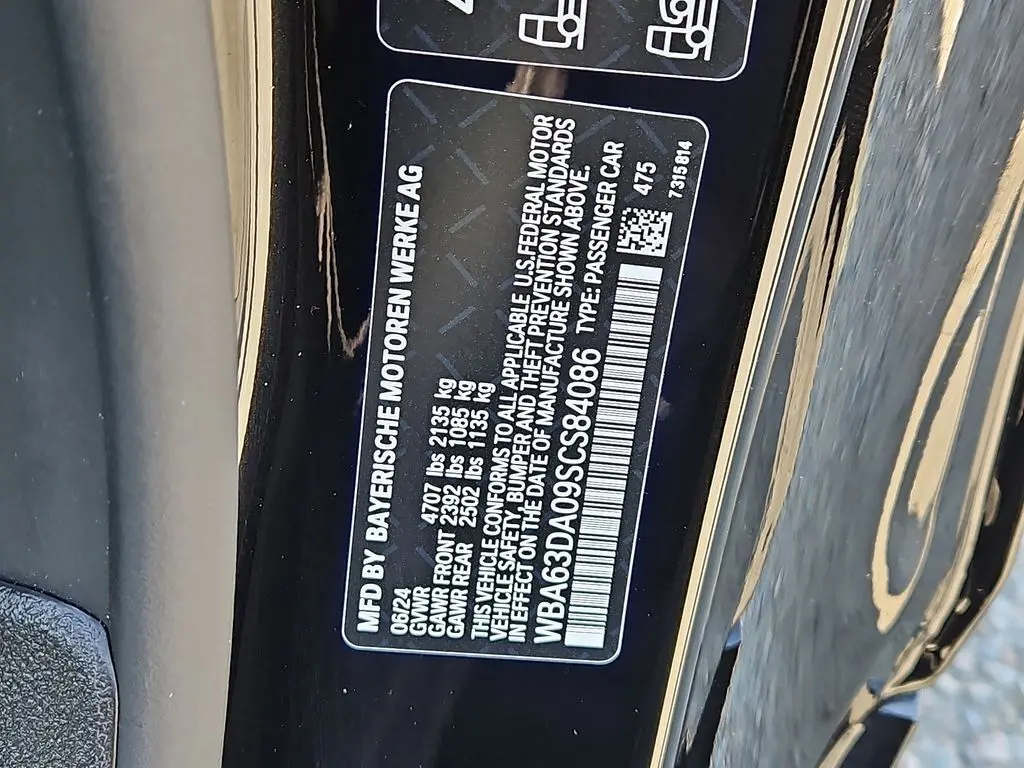 MFD BY BAYERISCHE MOTOREN WERKE AG
06/24
GVWR 4707 lbs 2135 kg
GAWR FRONT 2392 lbs 1085 kg
GAWR REAR 2502 lbs 1135 kg
THIS VEHICLE CONFORMS TO ALL APPLICABLE U.S.FEDERAL MOTOR
VEHICLE SAFETY, BUMPER AND THEFT PREVENTION STANDARDS
IN EFFECT ON THE DATE OF MANUFACTURE SHOWN ABOVE.
WBA63DA09SCS84086 TYPE: PASSENGER CAR
475
7315814